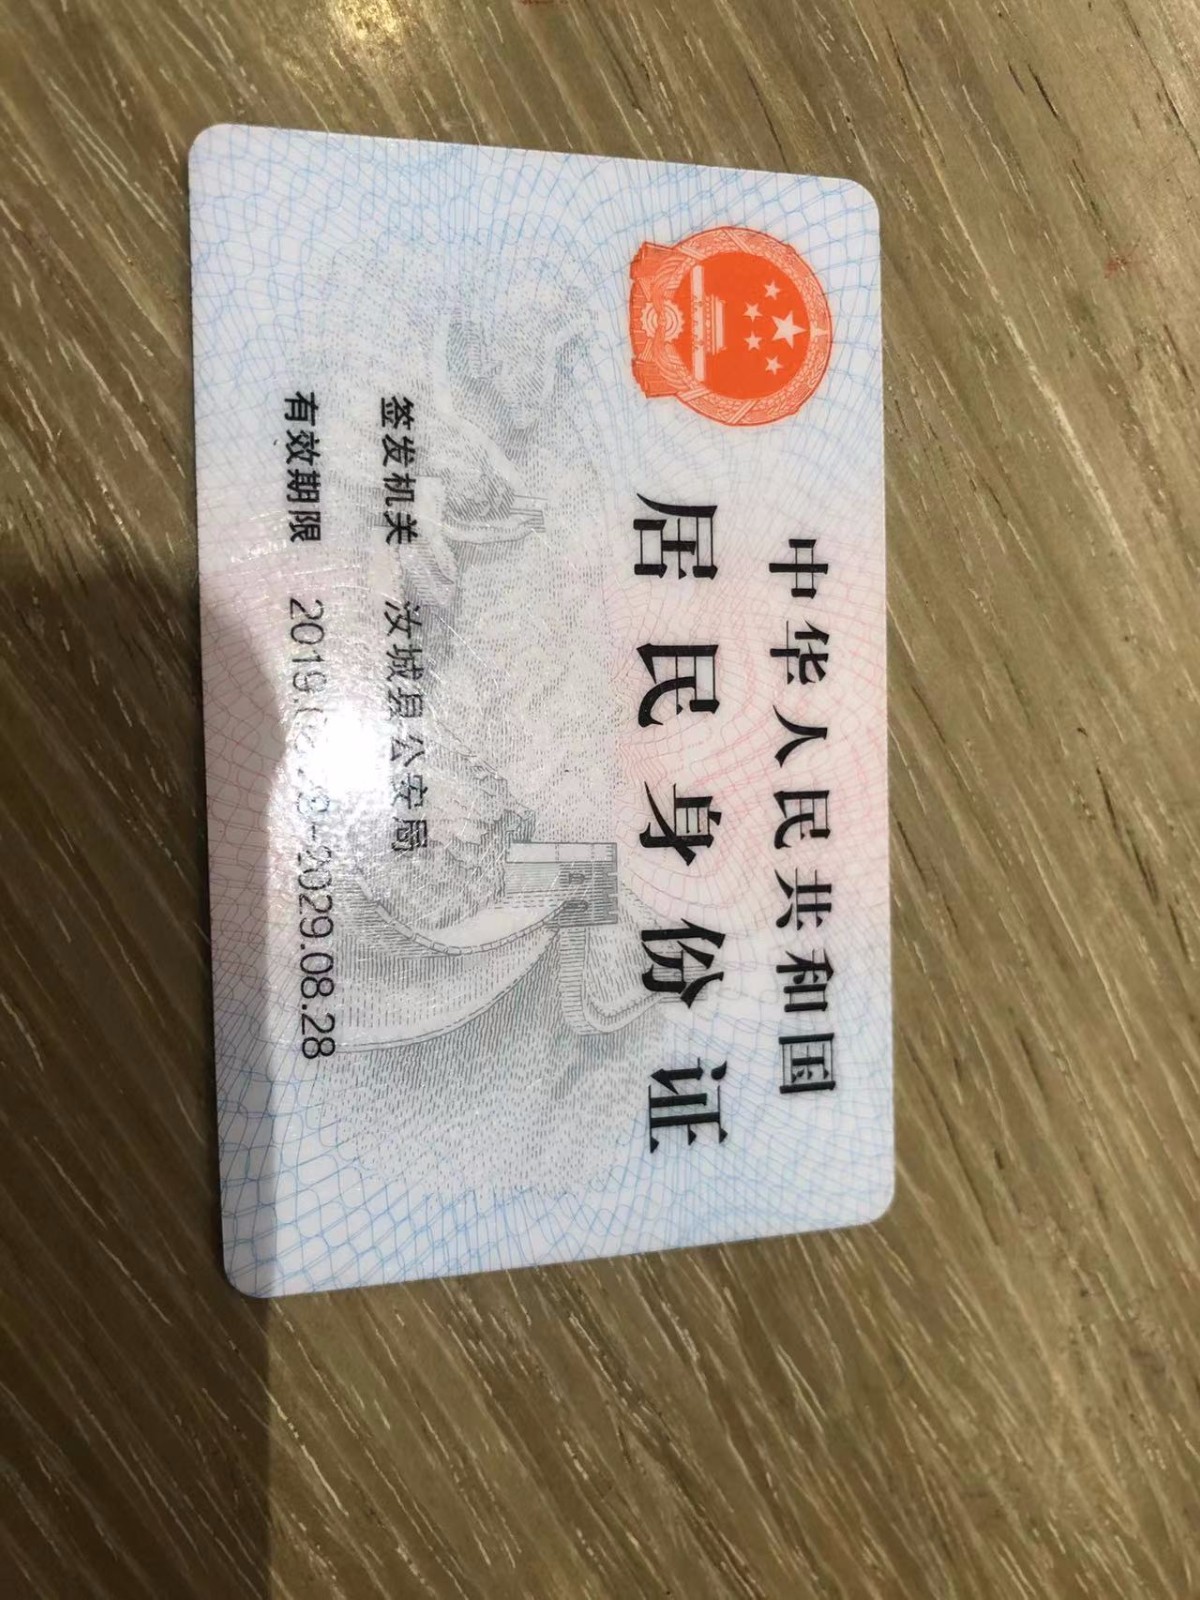 中华人民共和国
居民身份证
签发机关 汝城县公安局
有效期限 2019. -2029.08.28